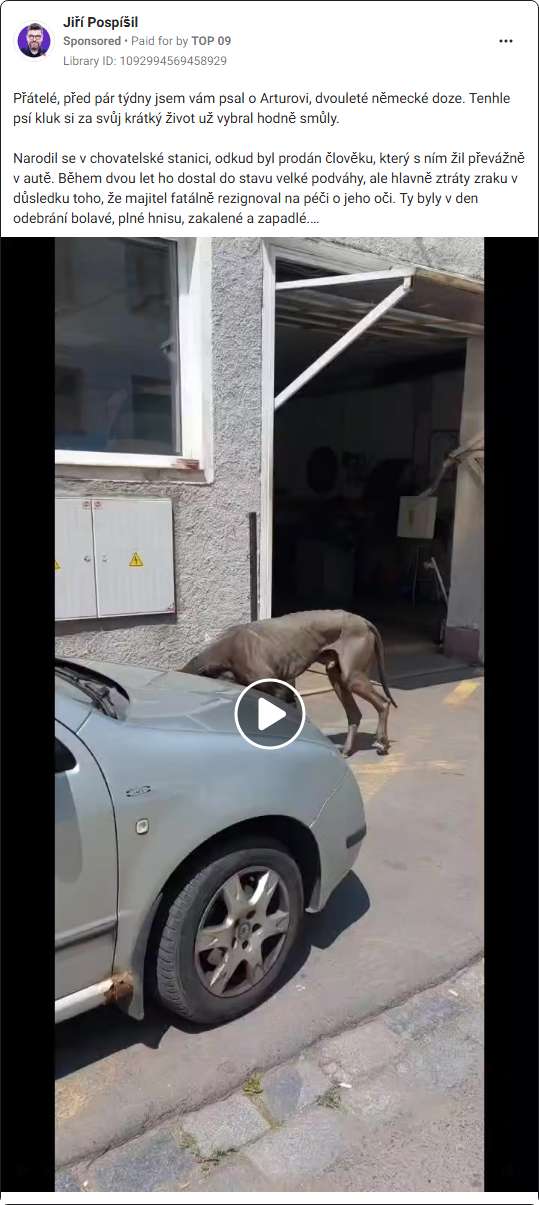 Jiří Pospíšil
Sponsored • Paid for by TOP 09
Library ID: 1092994569458929
Přátelé, před pár týdny jsem vám psal o Arturovi, dvouleté německé doze. Tenhle
psí kluk si za svůj krátký život už vybral hodně smůly.
Narodil se v chovatelské stanici, odkud byl prodán člověku, který s ním žil převážně
v autě. Během dvou let ho dostal do stavu velké podváhy, ale hlavně ztráty zraku v
důsledku toho, že majitel fatálně rezignoval na péči o jeho oči. Ty byly v den
odebrání bolavé, plné hnisu, zakalené a zapadlé....